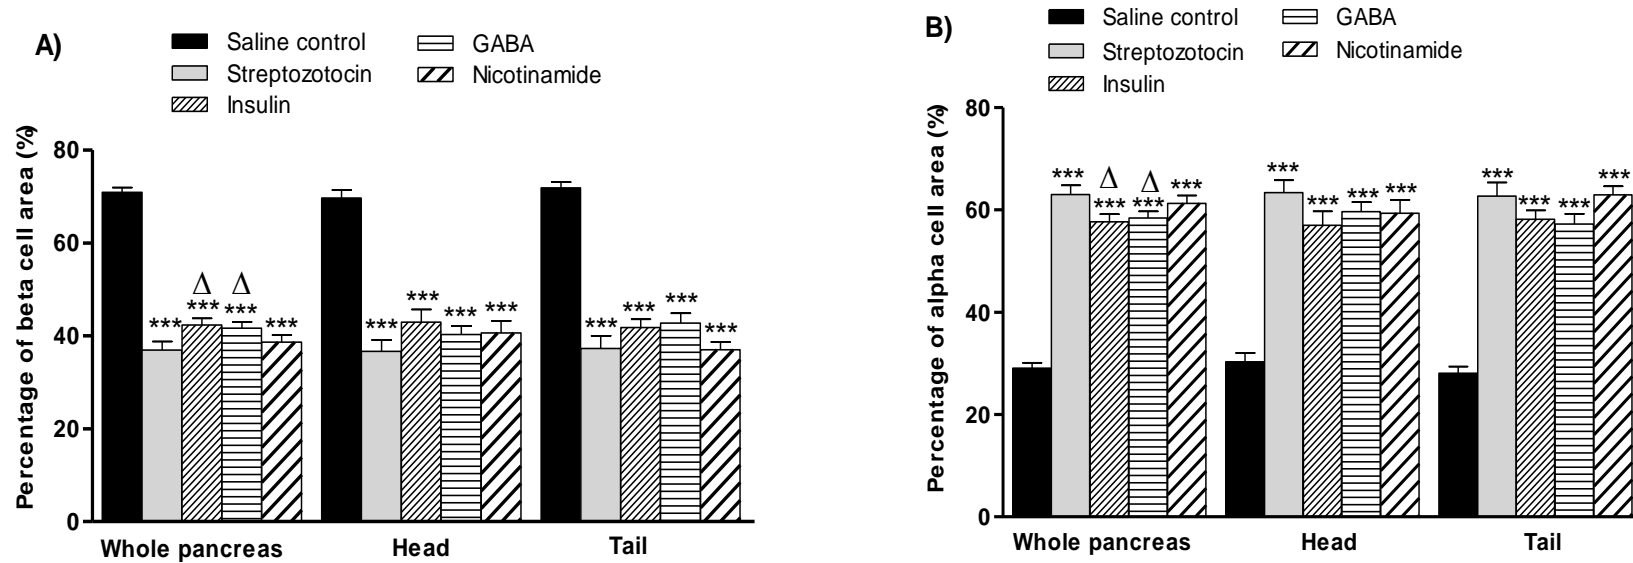 A)
Saline control
Streptozotocin
Insulin
GABA
Nicotinamide
Percentage of beta cell area (%)
80
60
40
20
0
Δ Δ
*** *** *** ***
*** *** *** ***
*** *** *** ***
Whole pancreas Head Tail
B)
Saline control
Streptozotocin
Insulin
GABA
Nicotinamide
Percentage of alpha cell area (%)
80
60
40
20
0
Δ Δ
*** *** *** ***
*** *** *** ***
*** *** *** ***
Whole pancreas Head Tail